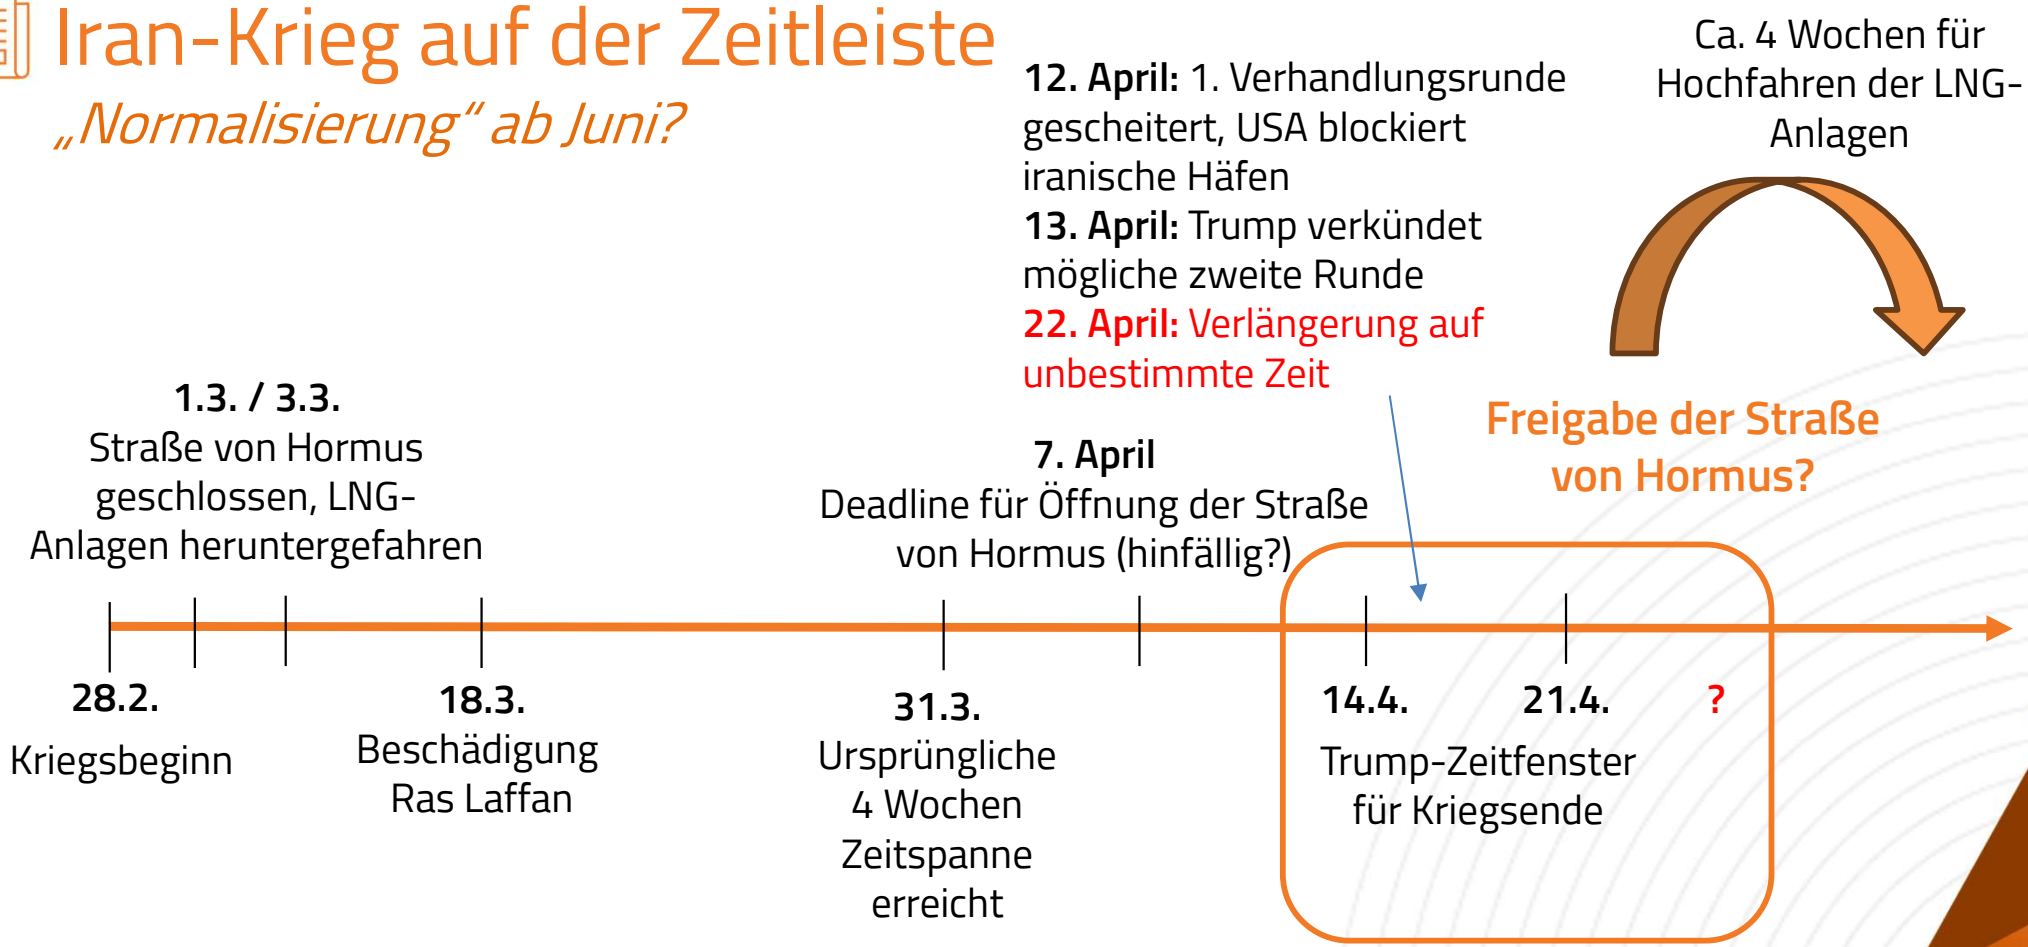 Iran-Krieg auf der Zeitleiste
„Normalisierung“ ab Juni?
12. April: 1. Verhandlungsrunde
gescheitert, USA blockiert
iranische Häfen
13. April: Trump verkündet
mögliche zweite Runde
22. April: Verlängerung auf
unbestimmte Zeit
Ca. 4 Wochen für
Hochfahren der LNG-
Anlagen
1.3. / 3.3.
Straße von Hormus
geschlossen, LNG-
Anlagen heruntergefahren
7. April
Deadline für Öffnung der Straße
von Hormus (hinfällig?)
Freigabe der Straße
von Hormus?
28.2.
Kriegsbeginn
18.3.
Beschädigung
Ras Laffan
31.3.
Ursprüngliche
4 Wochen
Zeitspanne
erreicht
14.4.
21.4.
?
Trump-Zeitfenster
für Kriegsende